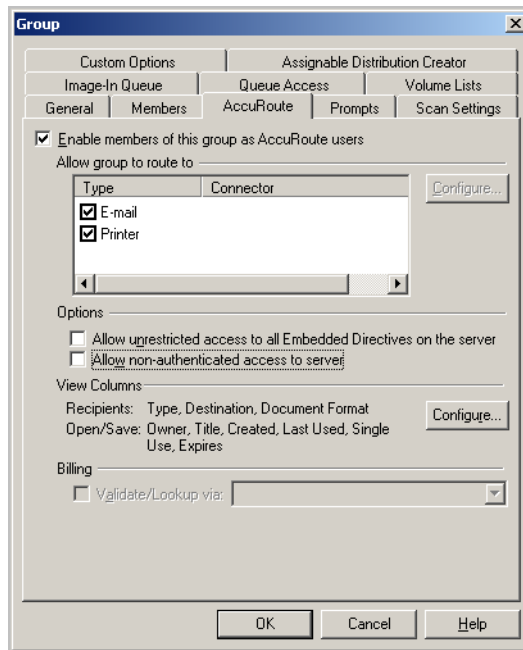 Group
Custom Options
Assignable Distribution Creator
Image-In Queue
Queue Access
Volume Lists
General
Members
AccuRoute
Prompts
Scan Settings
Enable members of this group as AccuRoute users
Allow group to route to
Type
Connector
Configure...
E-mail
Printer
Options
Allow unrestricted access to all Embedded Directives on the server
Allow non-authenticated access to server
View Columns
Recipients: Type, Destination, Document Format
Open/Save: Owner, Title, Created, Last Used, Single
Use, Expires
Configure...
Billing
Validate/Lookup via:
OK
Cancel
Help